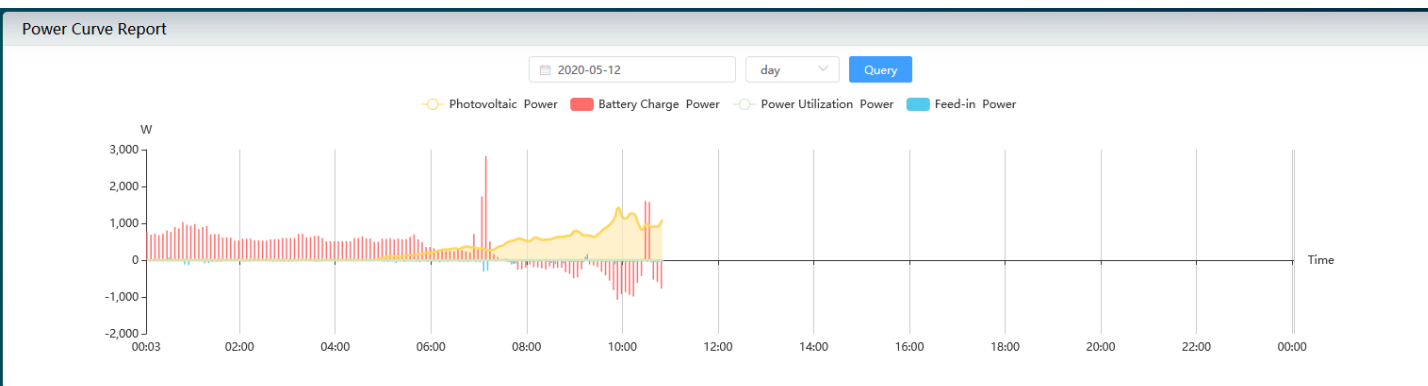 Power Curve Report
2020-05-12 day Query
Photovoltaic Power Battery Charge Power Power Utilization Power Feed-in Power
W
3,000
2,000
1,000
0
Time
-1,000
-2,000
00:03 02:00 04:00 06:00 08:00 10:00 12:00 14:00 16:00 18:00 20:00 22:00 00:00